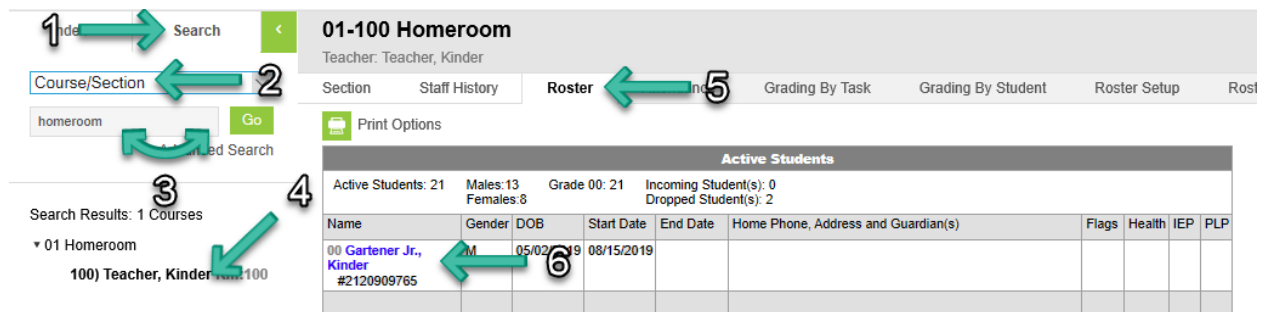 1
Search
<
Course/Section
2
homeroom
Go
Search
3
4
Search Results: 1 Courses
01 Homeroom
100) Teacher, Kinder 100
01-100 Homeroom
Teacher: Teacher, Kinder
Section Staff History Roster 5 Grading By Task Grading By Student Roster Setup Rost
Print Options
Active Students
Active Students: 21 Males:13 Grade 00: 21 Incoming Student(s): 0
Females:8 Dropped Student(s): 2
Name Gender DOB Start Date End Date Home Phone, Address and Guardian(s) Flags Health IEP PLP
00 Gartener Jr., M 08/15/2019
Kinder 6
#2120909765